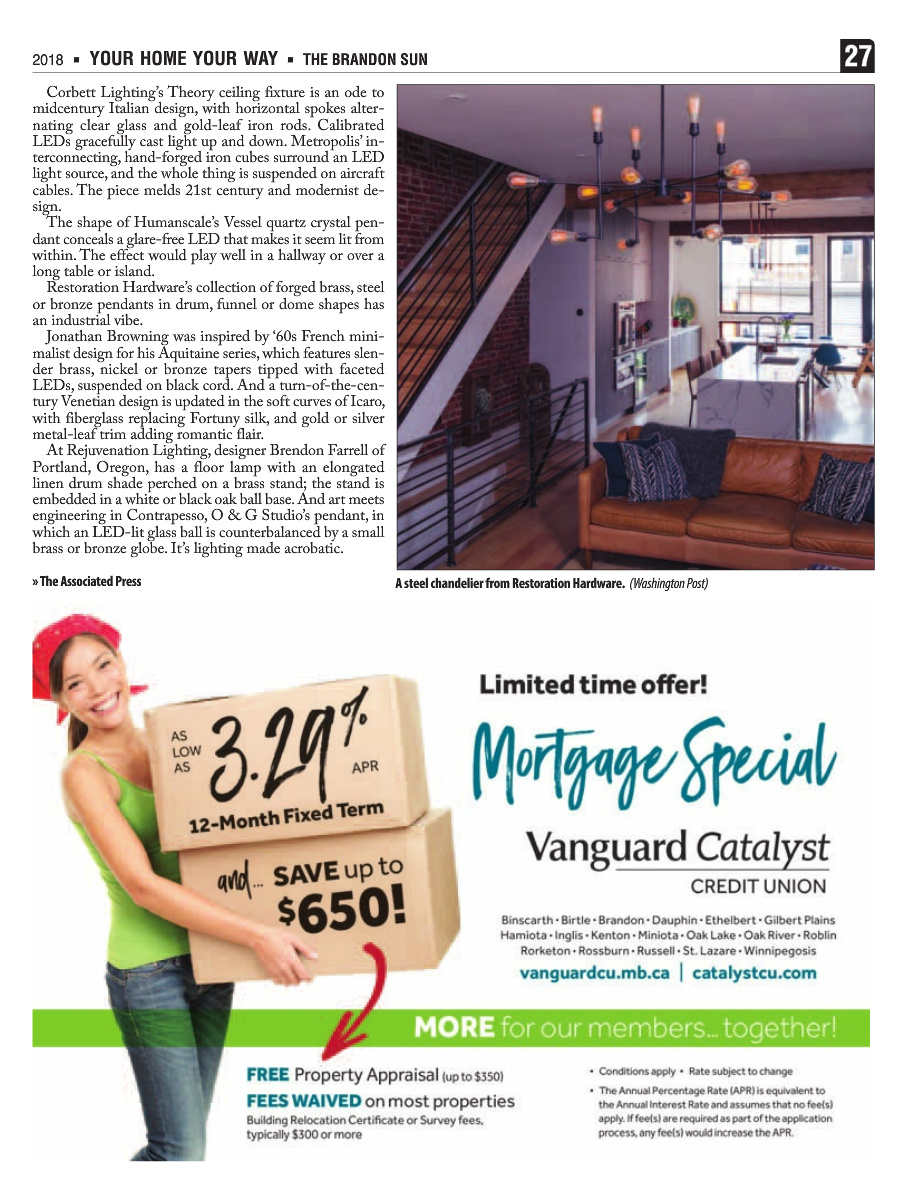 2018 ▪ YOUR HOME YOUR WAY ▪ THE BRANDON SUN
27
Corbett Lighting's Theory ceiling fixture is an ode to
midcentury Italian design, with horizontal spokes alter-
nating clear glass and gold-leaf iron rods. Calibrated
LEDs gracefully cast light up and down. Metropolis' in-
terconnecting, hand-forged iron cubes surround an LED
light source, and the whole thing is suspended on aircraft
cables. The piece melds 21st century and modernist de-
sign.
The shape of Humanscale's Vessel quartz crystal pen-
dant conceals a glare-free LED that makes it seem lit from
within. The effect would play well in a hallway or over a
long table or island.
Restoration Hardware's collection of forged brass, steel
or bronze pendants in drum, funnel or dome shapes has
an industrial vibe.
Jonathan Browning was inspired by '60s French mini-
malist design for his Aquitaine series, which features slen-
der brass, nickel or bronze tapers tipped with faceted
LEDs, suspended on black cord. And a turn-of-the-cen-
tury Venetian design is updated in the soft curves of Icaro,
with fiberglass replacing Fortuny silk, and gold or silver
metal-leaf trim adding romantic flair.
At Rejuvenation Lighting, designer Brendon Farrell of
Portland, Oregon, has a floor lamp with an elongated
linen drum shade perched on a brass stand; the stand is
embedded in a white or black oak ball base. And art meets
engineering in Contrapesso, O & G Studio's pendant, in
which an LED-lit glass ball is counterbalanced by a small
brass or bronze globe. It's lighting made acrobatic.
» The Associated Press
A steel chandelier from Restoration Hardware. (Washington Post)
AS
LOW
AS
3.29%
APR
12-Month Fixed Term
and... SAVE up to
$650!
Limited time offer!
Mortgage Special
Vanguard Catalyst
CREDIT UNION
Binscarth • Birtle • Brandon • Dauphin • Ethelbert • Gilbert Plains
Hamiota • Inglis • Kenton • Miniota • Oak Lake • Oak River • Roblin
Rorketon • Rossburn • Russell • St. Lazare • Winnipegosis
vanguardcu.mb.ca | catalystcu.com
MORE for our members... together!
FREE Property Appraisal (up to $350)
FEES WAIVED on most properties
Building Relocation Certificate or Survey fees,
typically $300 or more
• Conditions apply • Rate subject to change
• The Annual Percentage Rate (APR) is equivalent to
the Annual Interest Rate and assumes that no fee(s)
apply. If fee(s) are required as part of the application
process, any fee(s) would increase the APR.